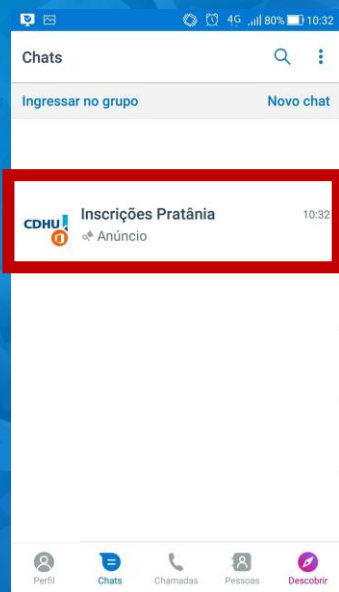 4G 80% 10:32
Chats
Ingressar no grupo Novo chat
CDHU Inscrições Pratânia 10:32
Anúncio
Perfil Chats Chamadas Pessoas Descobrir